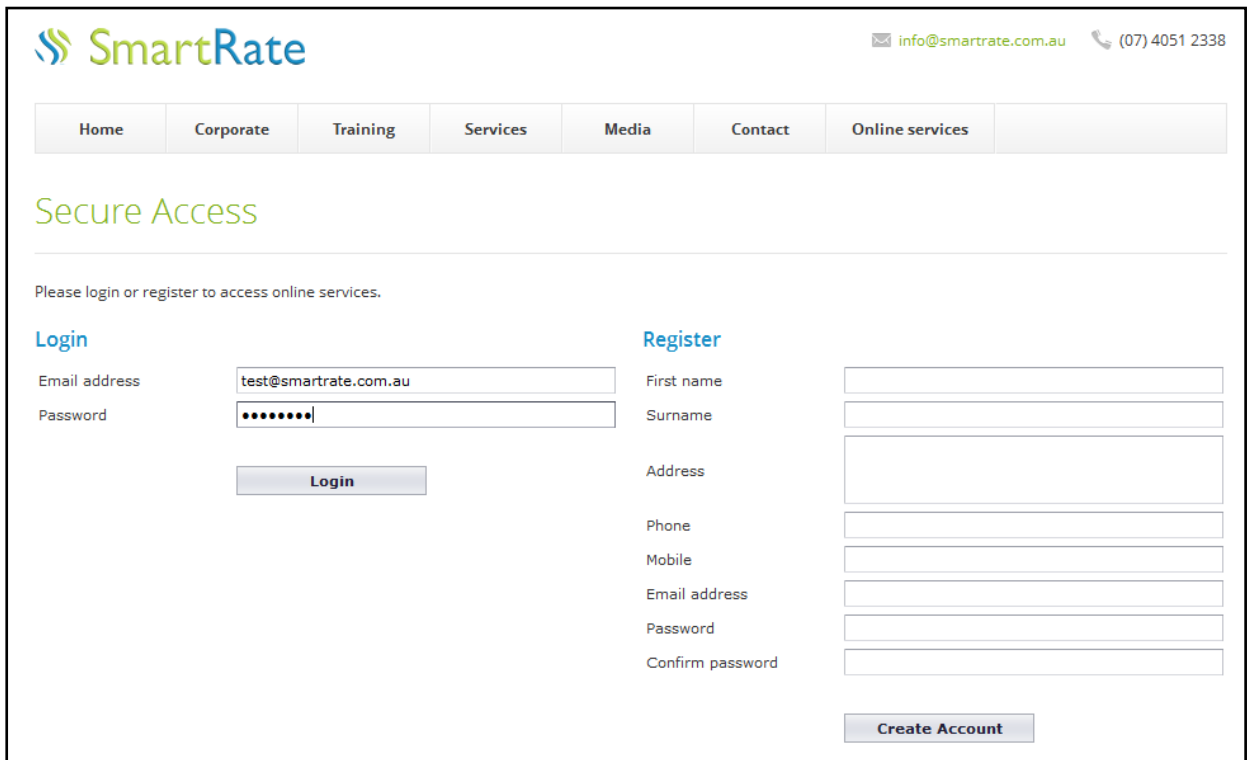 SmartRate
info@smartrate.com.au (07) 4051 2338
Home Corporate Training Services Media Contact Online services
Secure Access
Please login or register to access online services.
Login
Email address test@smartrate.com.au
Password ••••••••
Login
Register
First name
Surname
Address
Phone
Mobile
Email address
Password
Confirm password
Create Account